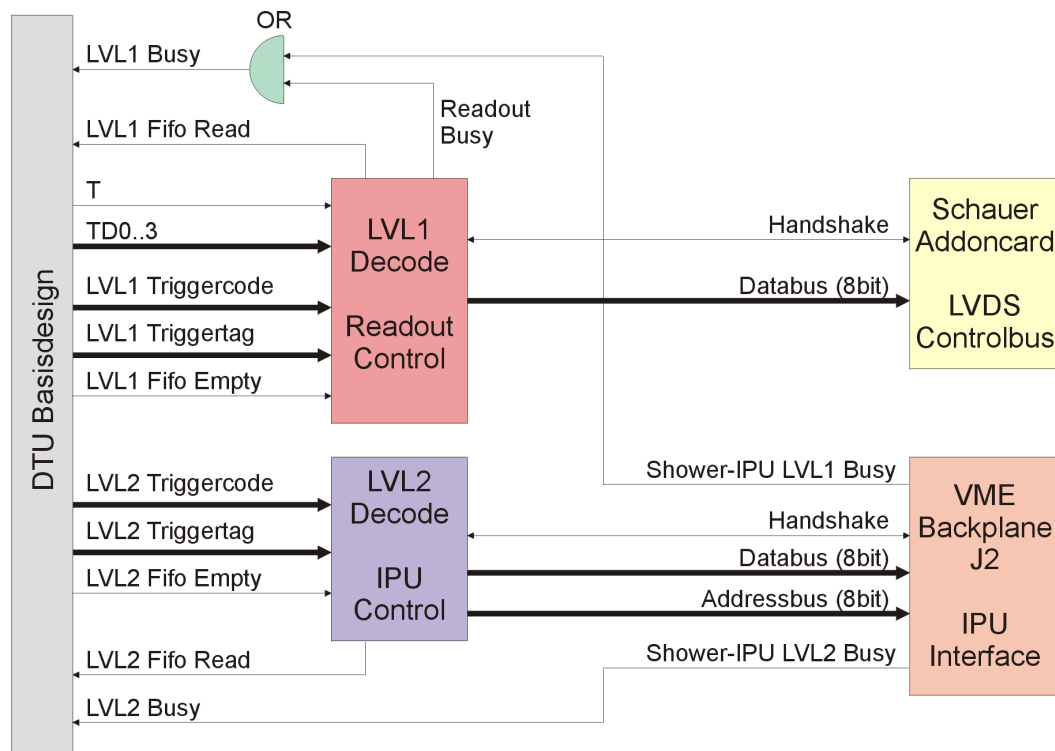 OR
LVL1 Busy
Readout
Busy
LVL1 Fifo Read
T
TD0..3
LVL1 Triggercode
LVL1 Triggertag
LVL1 Fifo Empty
DTU Basisdesign
LVL1
Decode
Readout
Control
Handshake
Databus (8bit)
Schauer
Addoncard
LVDS
Controlbus
LVL2 Triggercode
LVL2 Triggertag
LVL2 Fifo Empty
LVL2 Fifo Read
LVL2 Busy
LVL2
Decode
IPU
Control
Shower-IPU LVL1 Busy
Handshake
Databus (8bit)
Addressbus (8bit)
Shower-IPU LVL2 Busy
VME
Backplane
J2
IPU
Interface